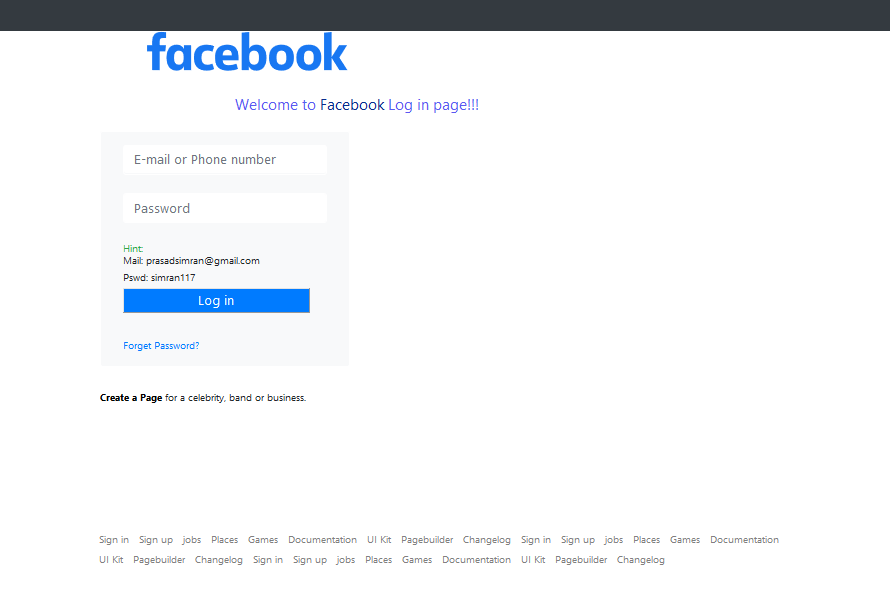 facebook
Welcome to Facebook Log in page!!!
E-mail or Phone number
Password
Hint:
Mail: prasadsimran@gmail.com
Pswd: simran117
Log in
Forget Password?
Create a Page for a celebrity, band or business.
Sign in Sign up jobs Places Games Documentation UI Kit Pagebuilder Changelog Sign in Sign up jobs Places Games Documentation
UI Kit Pagebuilder Changelog Sign in Sign up jobs Places Games Documentation UI Kit Pagebuilder Changelog